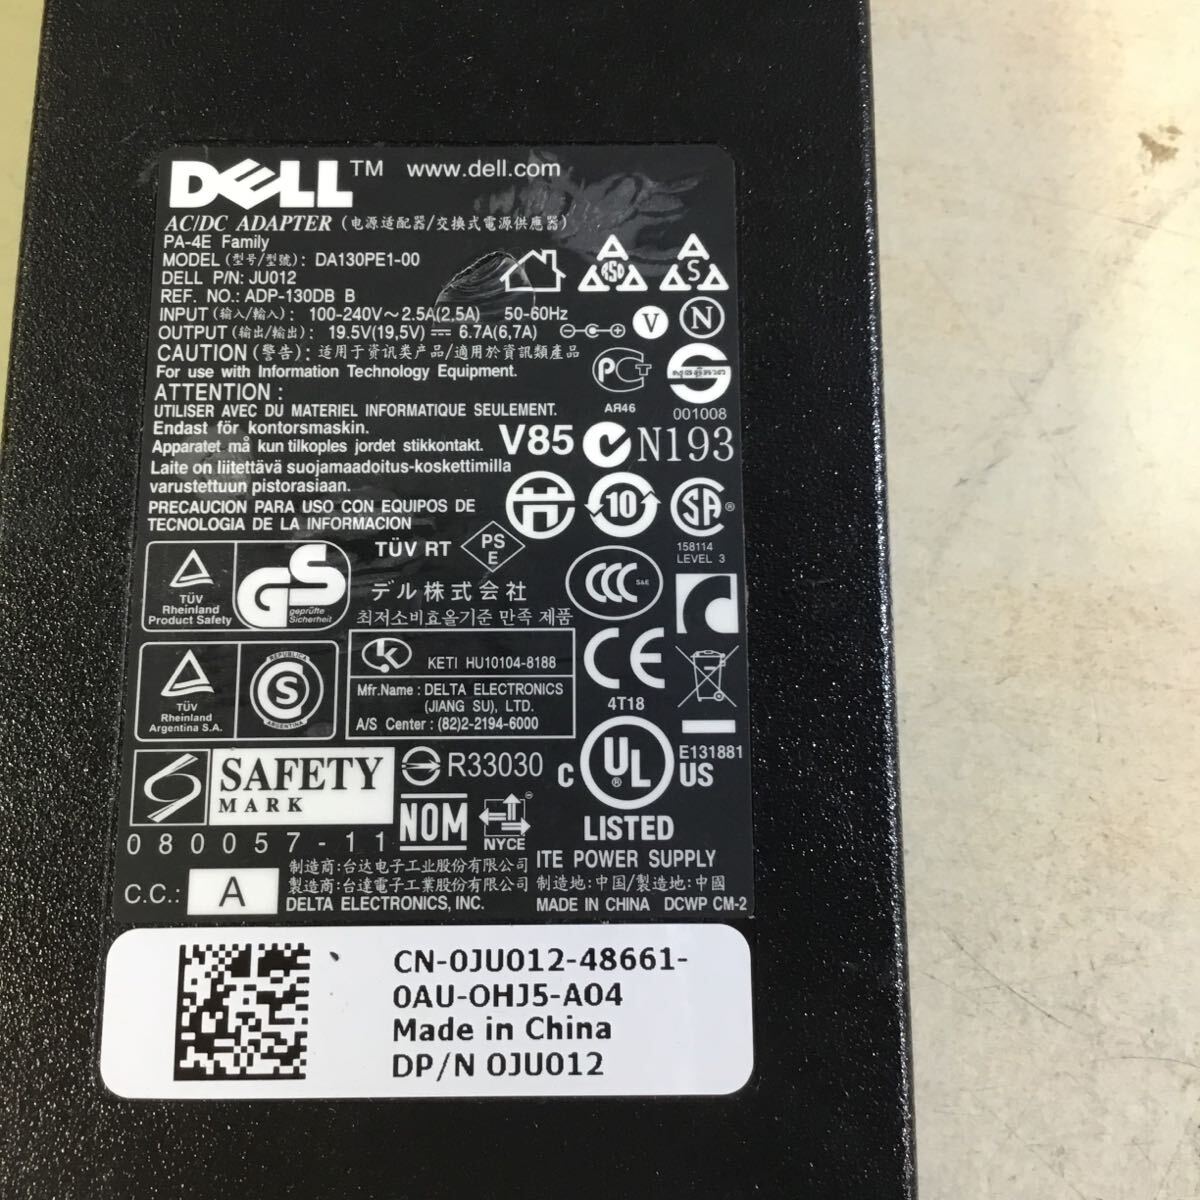 DELL™ www.dell.com
AC/DC ADAPTER (电源适配器/交換式電源供應器)
PA-4E Family
MODEL (型号/型號): DA130PE1-00
DELL P/N: JU012
REF. NO.: ADP-130DB B
INPUT (输入/輸入): 100-240V～2.5A(2,5A) 50-60Hz
OUTPUT (输出/輸出): 19.5V(19,5V) ⎓ 6.7A(6,7A)
V N
CAUTION (警告): 适用于资讯类产品/適用於資訊類產品
For use with Information Technology Equipment.
ATTENTION :
UTILISER AVEC DU MATERIEL INFORMATIQUE SEULEMENT.
Endast för kontorsmaskin.
Apparatet må kun tilkoples jordet stikkontakt.
Laite on liitettävä suojamaadoitus-koskettimilla
varustettuun pistorasiaan.
PRECAUCION PARA USO CON EQUIPOS DE
TECNOLOGIA DE LA INFORMACION
A RSO A A
A S A
PCT
AЯ46
001008
V85 N193
10
SA®
158114
LEVEL 3
TÜV RT
PS
E
TÜV
Rheinland
Product Safety
GS
geprüfte
Sicherheit
デル株式会社
최저소비효율기준 만족 제품
CCC S&E
TÜV
Rheinland
Argentina S.A.
REPUBLICA
S
ARGENTINA
K KETI HU10104-8188
Mfr.Name : DELTA ELECTRONICS
(JIANG SU), LTD.
A/S Center : (82)2-2194-6000
CE
4T18
SAFETY
MARK
080057-11
R33030
NOM
NYCE
C UL® US
E131881
LISTED
ITE POWER SUPPLY
C.C.: A
制造商:台达电子工业股份有限公司
製造商:台達電子工業股份有限公司
DELTA ELECTRONICS, INC.
制造地:中国/製造地:中國
MADE IN CHINA DCWP CM-2
CN-0JU012-48661-
0AU-OHJ5-A04
Made in China
DP/N 0JU012